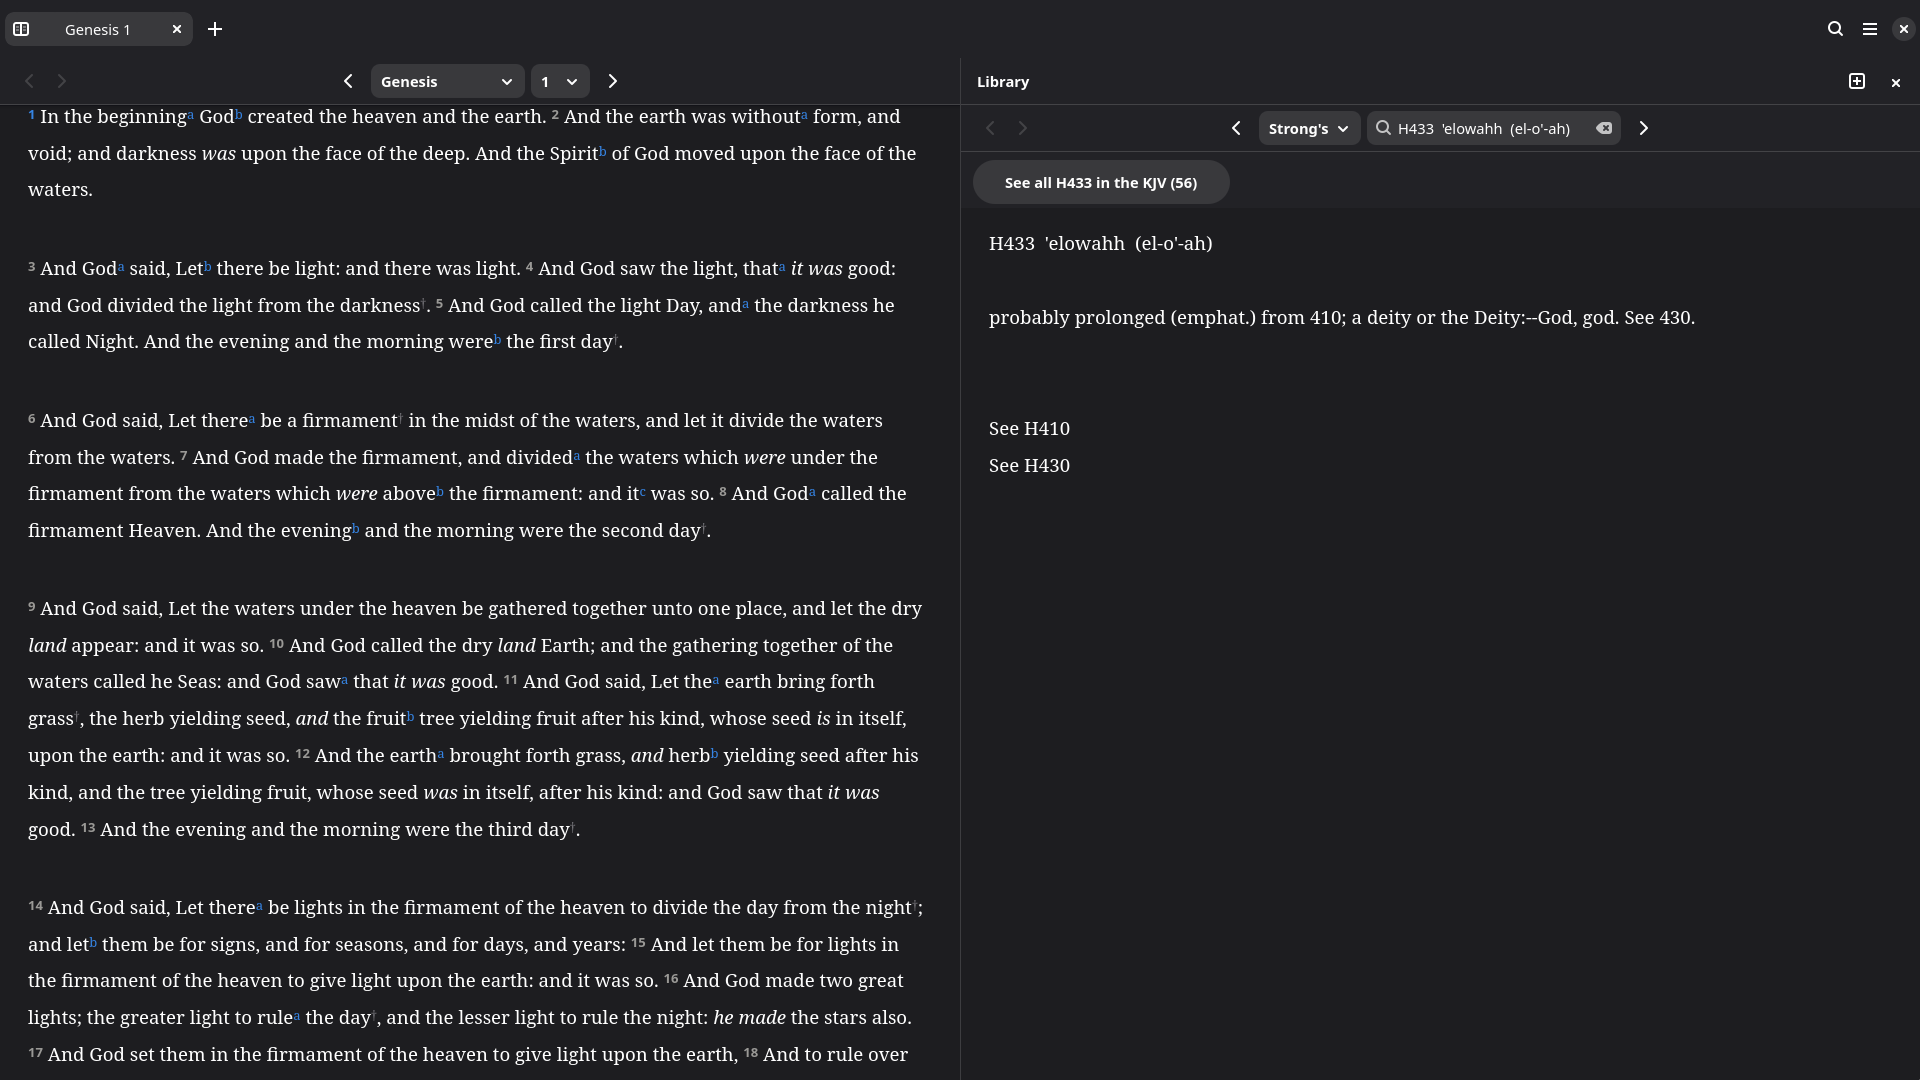 Genesis 1
Genesis 1
1 In the beginninga Godb created the heaven and the earth. 2 And the earth was withouta form, and
void; and darkness was upon the face of the deep. And the Spiritb of God moved upon the face of the
waters.
3 And Goda said, Letb there be light: and there was light. 4 And God saw the light, thata it was good:
and God divided the light from the darkness†. 5 And God called the light Day, anda the darkness he
called Night. And the evening and the morning wereb the first day†.
6 And God said, Let therea be a firmament† in the midst of the waters, and let it divide the waters
from the waters. 7 And God made the firmament, and divideda the waters which were under the
firmament from the waters which were aboveb the firmament: and itc was so. 8 And Goda called the
firmament Heaven. And the eveningb and the morning were the second day†.
9 And God said, Let the waters under the heaven be gathered together unto one place, and let the dry
land appear: and it was so. 10 And God called the dry land Earth; and the gathering together of the
waters called he Seas: and God sawa that it was good. 11 And God said, Let thea earth bring forth
grass†, the herb yielding seed, and the fruitb tree yielding fruit after his kind, whose seed is in itself,
upon the earth: and it was so. 12 And the eartha brought forth grass, and herbb yielding seed after his
kind, and the tree yielding fruit, whose seed was in itself, after his kind: and God saw that it was
good. 13 And the evening and the morning were the third day†.
14 And God said, Let therea be lights in the firmament of the heaven to divide the day from the night†;
and letb them be for signs, and for seasons, and for days, and years: 15 And let them be for lights in
the firmament of the heaven to give light upon the earth: and it was so. 16 And God made two great
lights; the greater light to rulea the day†, and the lesser light to rule the night: he made the stars also.
17 And God set them in the firmament of the heaven to give light upon the earth, 18 And to rule over
Library
Strong's H433 'elowahh (el-o'-ah)
See all H433 in the KJV (56)
H433 'elowahh (el-o'-ah)
probably prolonged (emphat.) from 410; a deity or the Deity:--God, god. See 430.
See H410
See H430